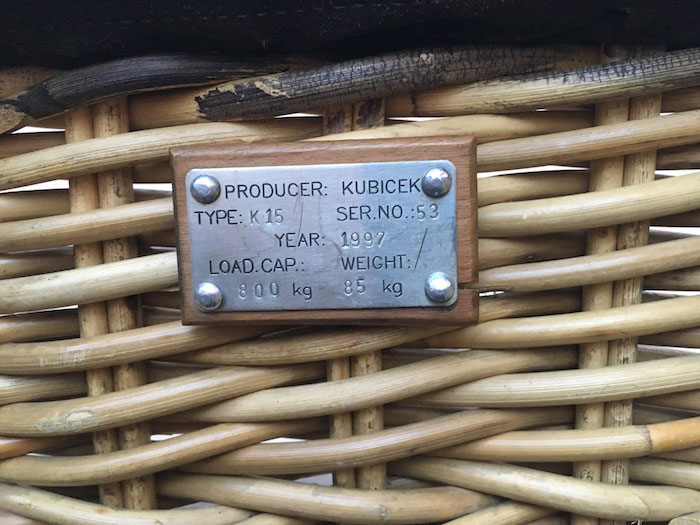 PRODUCER: KUBICEK
TYPE: K 15 / SER.NO.: 53
YEAR: 1997
LOAD.CAP.: WEIGHT: /
800 kg 85 kg